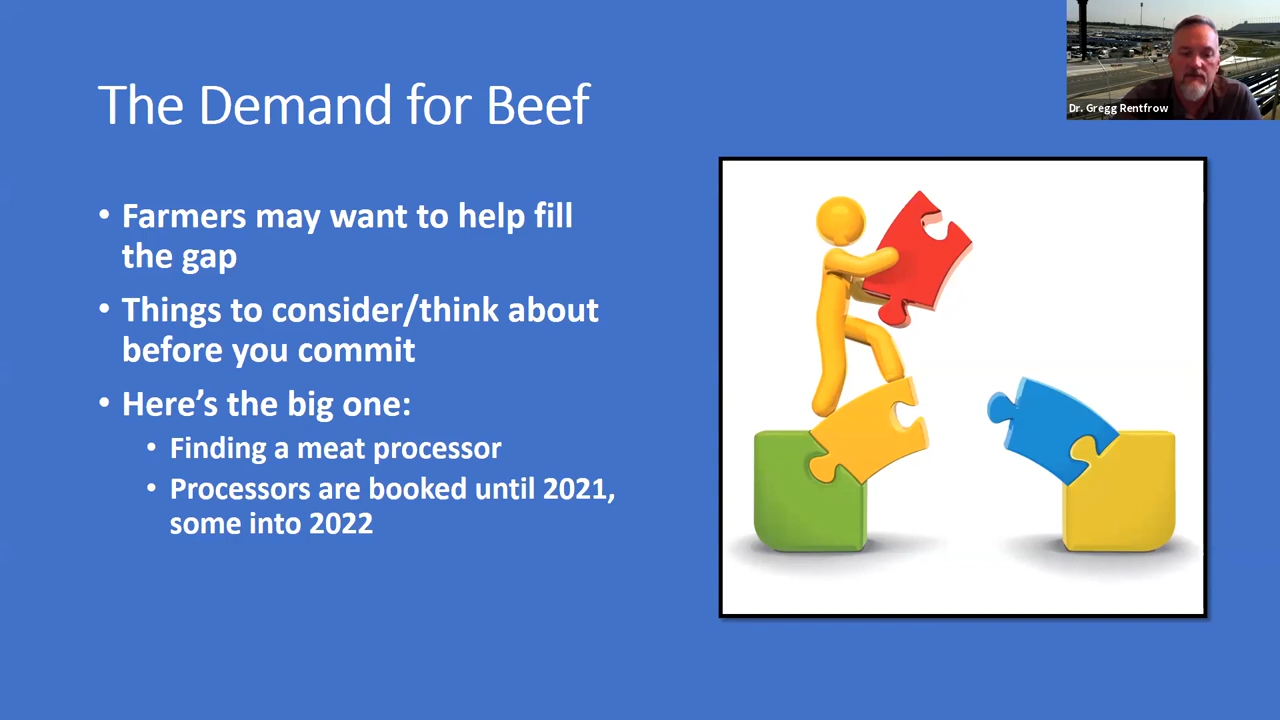 The Demand for Beef
Dr. Gregg Rentfrow
• Farmers may want to help fill
the gap
• Things to consider/think about
before you commit
• Here’s the big one:
• Finding a meat processor
• Processors are booked until 2021,
some into 2022